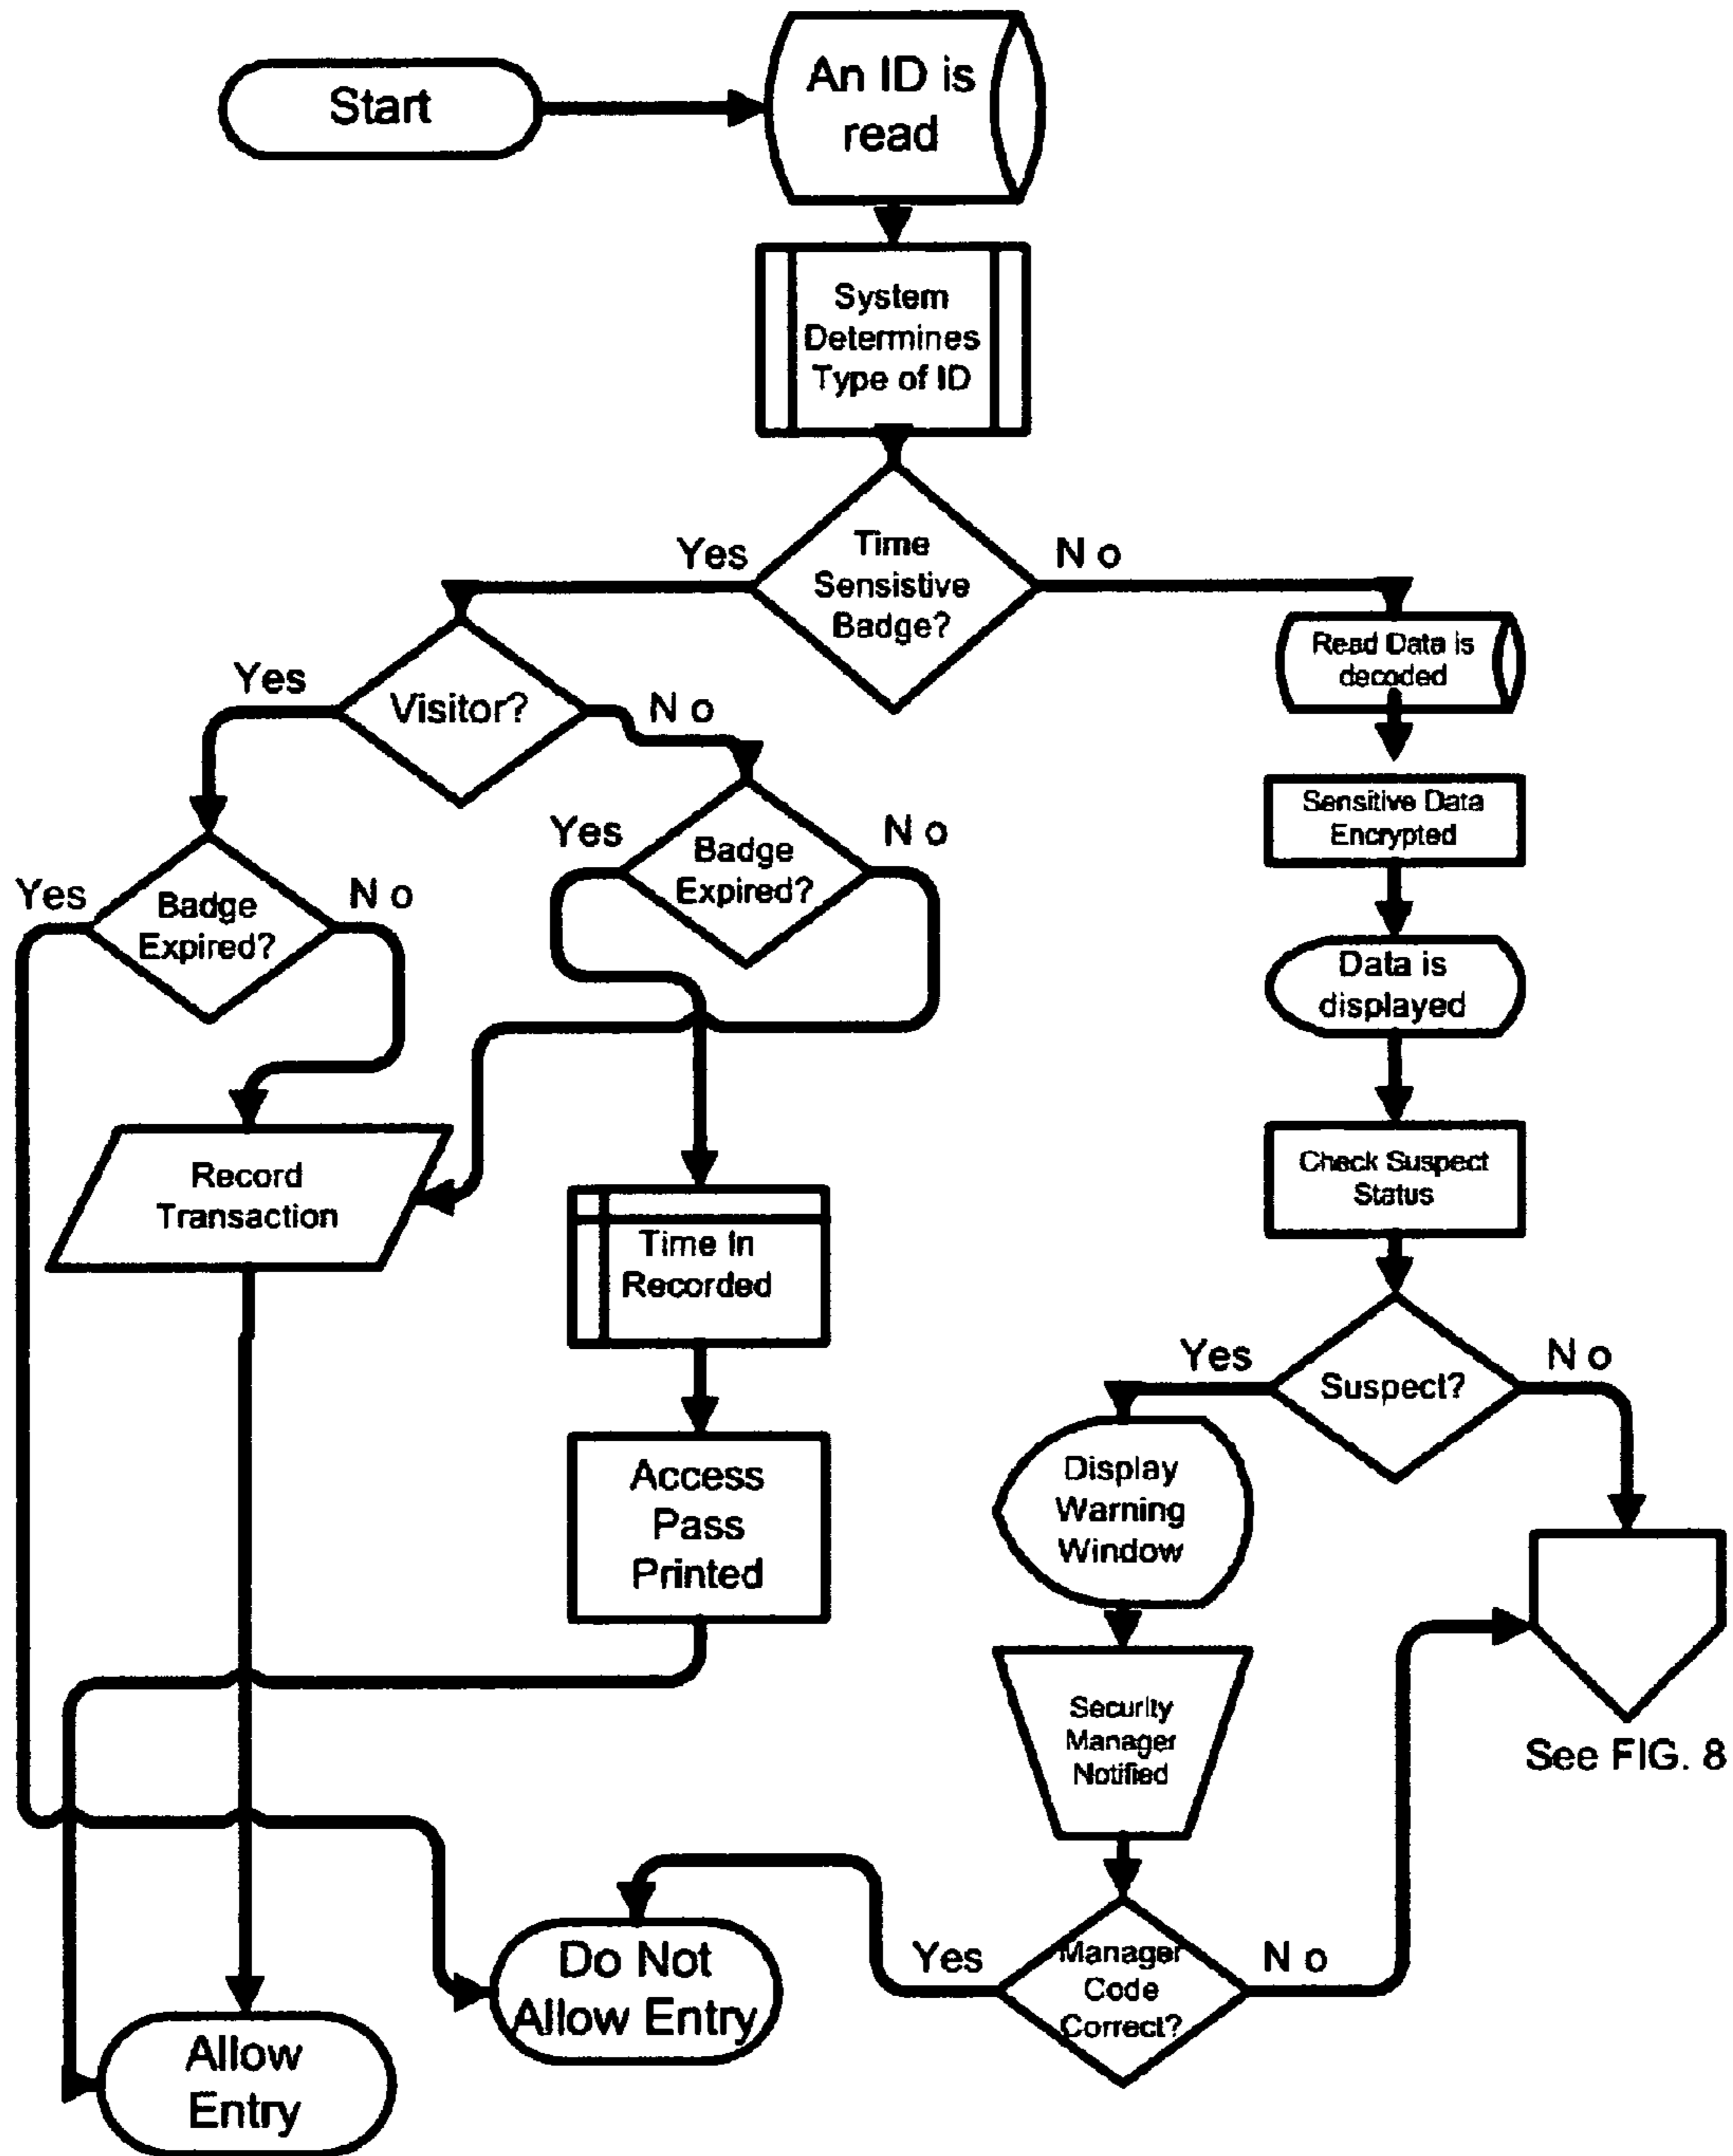 Start
An ID is
read
System
Determines
Type of ID
Yes
Time
Sensistive
Badge?
N o
Read Data is
decoded
Yes
Visitor?
N o
Sensitive Data
Encrypted
Yes
Badge
Expired?
N o
Yes
Badge
Expired?
N o
Data is
displayed
Record
Transaction
Time In
Recorded
Check Suspect
Status
Yes
Suspect?
N o
Access
Pass
Printed
Display
Warning
Window
Security
Manager
Notified
See FIG. 8
Do Not
Allow Entry
Yes
Manager
Code
Correct?
N o
Allow
Entry